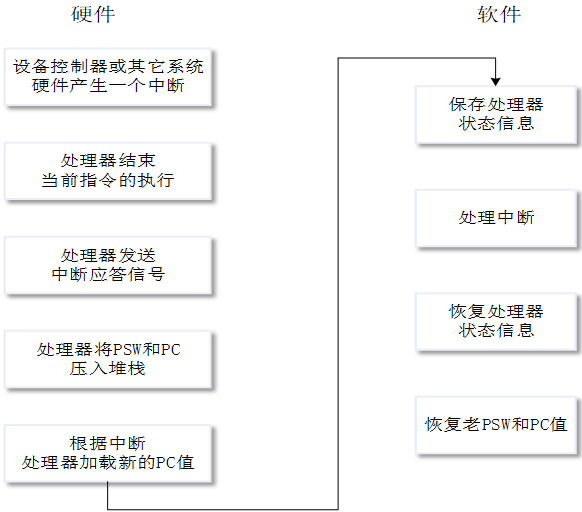 硬件
设备控制器或其它系统
硬件产生一个中断
处理器结束
当前指令的执行
处理器发送
中断应答信号
处理器将PSW和PC
压入堆栈
根据中断
处理器加载新的PC值
软件
保存处理器
状态信息
处理中断
恢复处理器
状态信息
恢复老PSW和PC值